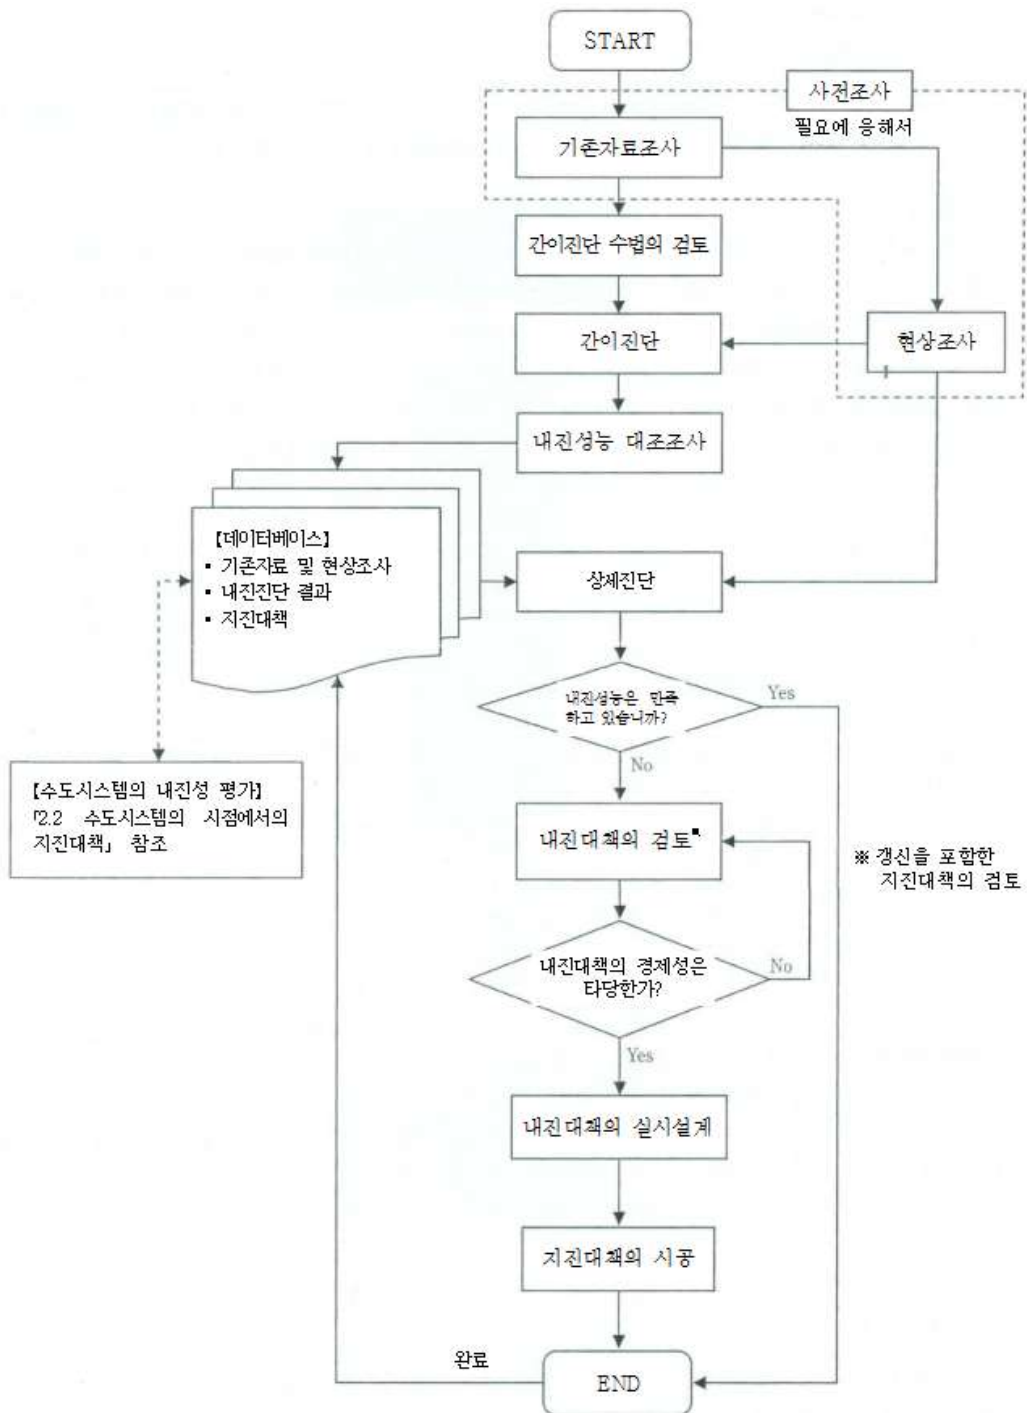 START
사전조사
필요에 응해서
기존자료조사
간이진단 수법의 검토
간이진단
현상조사
내진성능 대조조사
【데이터베이스】
▪ 기존자료 및 현상조사
▪ 내진진단 결과
▪ 지진대책
상세진단
내진성능은 만족
하고 있습니까?
Yes
No
【수도시스템의 내진성 평가】
「2.2 수도시스템의 시점에서의
지진대책」 참조
내진대책의 검토※
※ 갱신을 포함한
지진대책의 검토
내진대책의 경제성은
타당한가?
No
Yes
내진대책의 실시설계
지진대책의 시공
완료
END